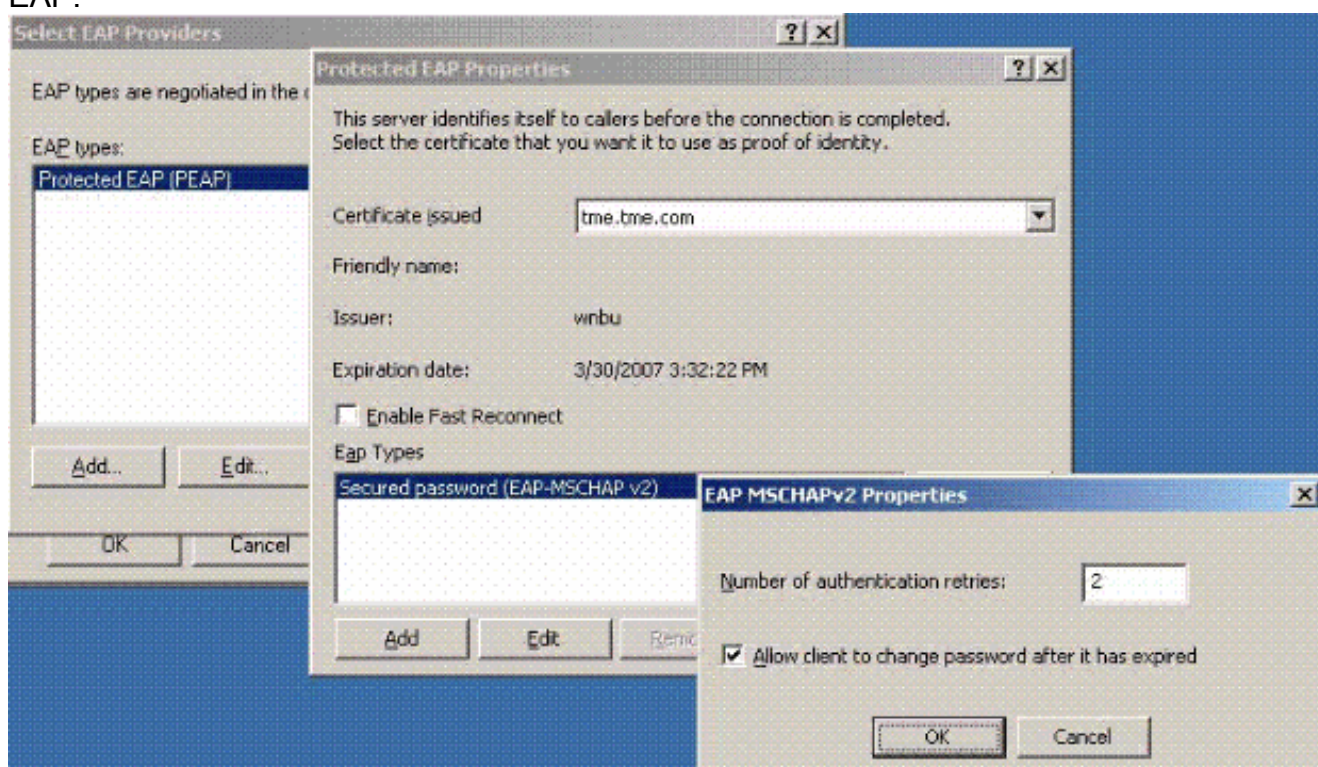 EAP.
Select EAP Providers
EAP types are negotiated in the
EAP types:
Protected EAP (PEAP)
Add...
Edit...
OK
Cancel
Protected EAP Properties
This server identifies itself to callers before the connection is completed.
Select the certificate that you want it to use as proof of identity.
Certificate issued
tme.tme.com
Friendly name:
Issuer:
wnbu
Expiration date:
3/30/2007 3:32:22 PM
Enable Fast Reconnect
Eap Types
Secured password (EAP-MSCHAP v2)
Add
Edit
EAP MSCHAPv2 Properties
Number of authentication retries:
2
Allow client to change password after it has expired
OK
Cancel